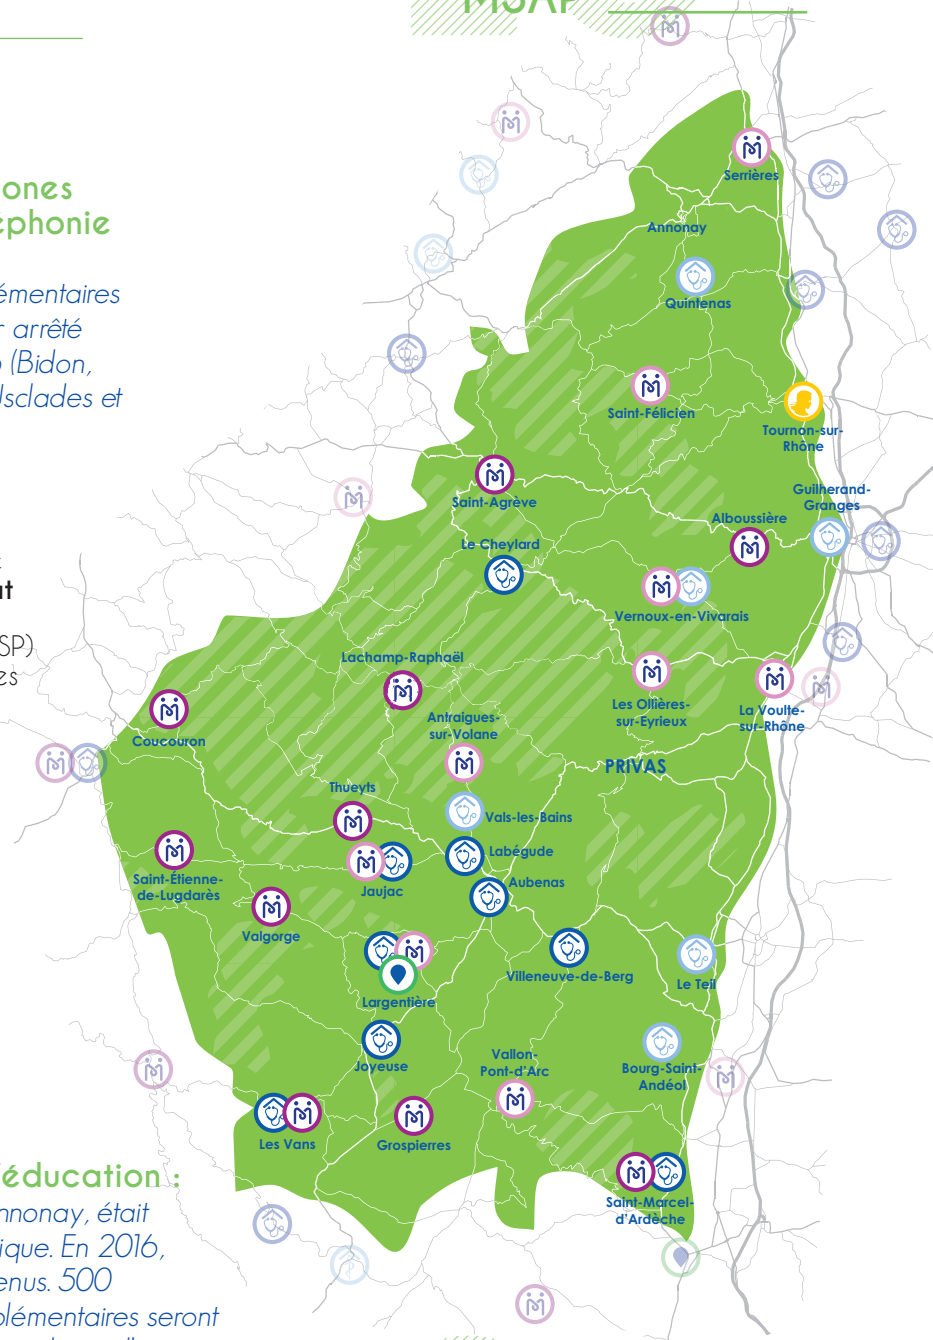 MSAP
ones
éphonie
émentaires
r arrêté
(Bidon,
Usclades et
at
SP)
es
Serrières
Annonay
Quintenas
Saint-Félicien
Tournon-sur-
Rhône
Saint-Agrève
Guilherand-
Granges
Alboussière
Le Cheylard
Vernoux-en-Vivarais
Lachamp-Raphaël
Les Ollières-
sur-Eyrieux
La Voulte-
sur-Rhône
Coucouron
Antraigues-
sur-Volane
PRIVAS
Thueyts
Vals-les-Bains
Labégude
Saint-Étienne-
de-Lugdarès
Jaujac
Aubenas
Valgorge
Villeneuve-de-Berg
Le Teil
Largentière
Joyeuse
Vallon-
Pont-d'Arc
Bourg-Saint-
Andéol
Les Vans
Grospierres
Saint-Marcel-
d'Ardèche
'éducation :
nnonay, était
ique. En 2016,
enus. 500
plémentaires seront